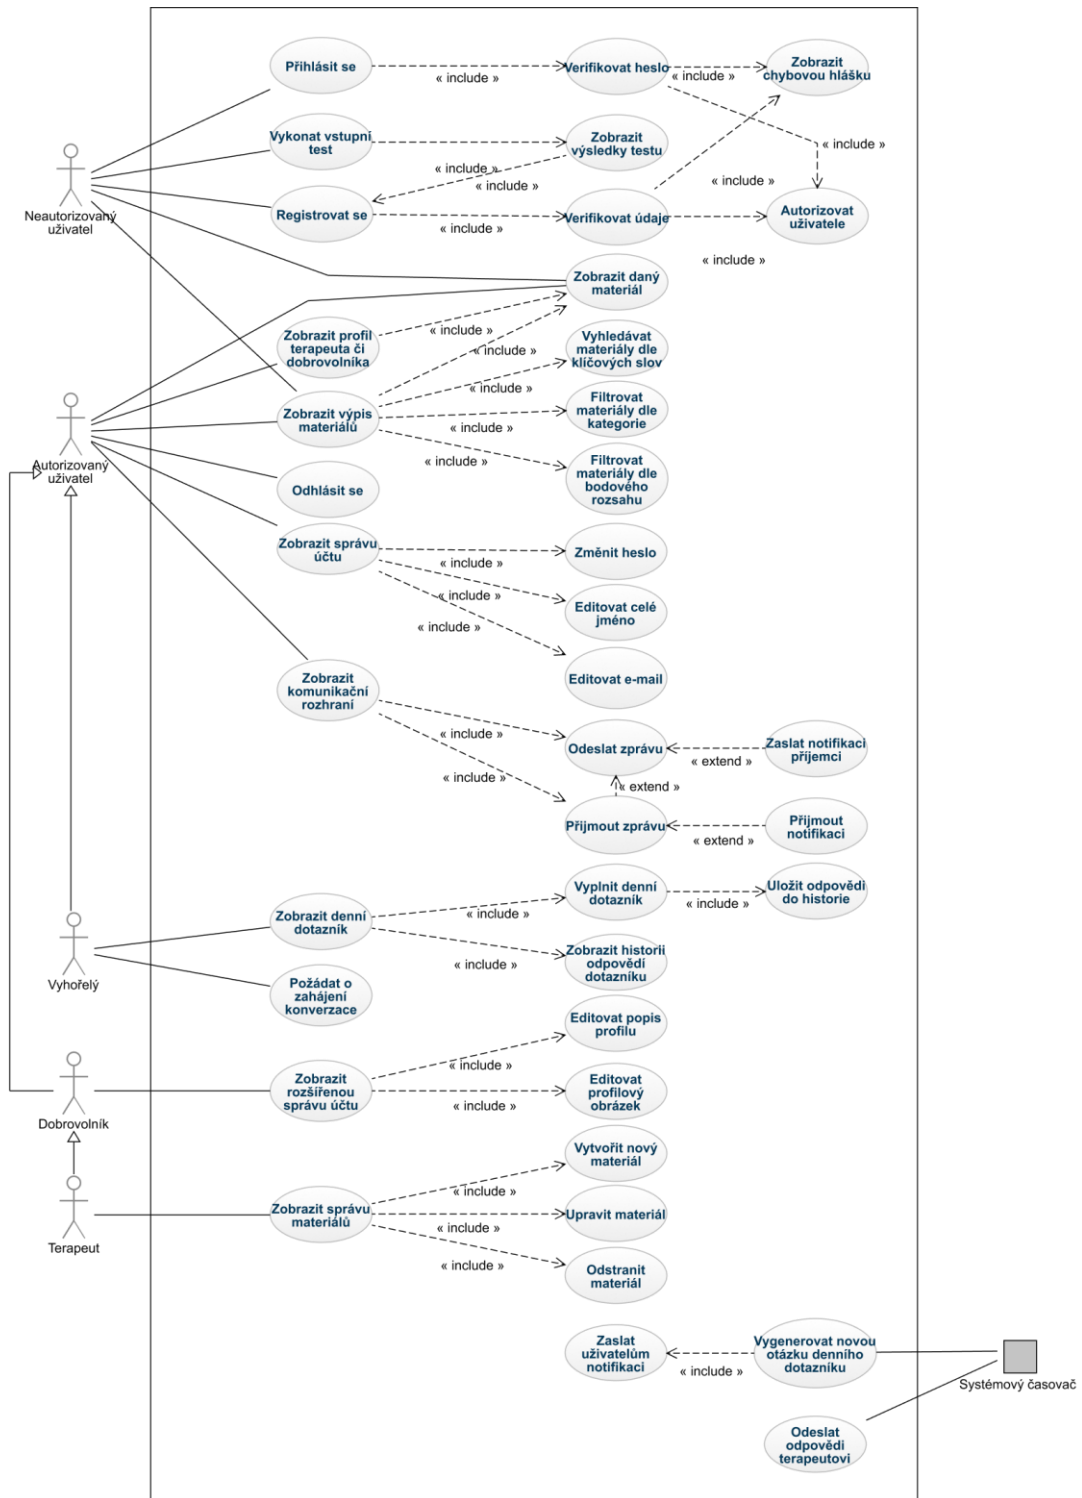 Přihlásit se
« include »
Verifikovat heslo
« include »
Zobrazit
chybovou hlášku
Vykonat vstupní
test
« include »
Zobrazit
výsledky testu
« include »
« include »
Neautorizovaný
uživatel
Registrovat se
« include »
Verifikovat údaje
« include »
Autorizovat
uživatele
« include »
Zobrazit daný
materiál
Zobrazit profil
terapeuta či
dobrovolníka
« include »
« include »
Vyhledávat
materiály dle
klíčových slov
« include »
Zobrazit výpis
materiálů
« include »
Filtrovat
materiály dle
kategorie
« include »
Filtrovat
materiály dle
bodového
rozsahu
Autorizovaný
uživatel
Odhlásit se
Zobrazit správu
účtu
« include »
Změnit heslo
« include »
Editovat celé
jméno
« include »
Editovat e-mail
Zobrazit
komunikační
rozhraní
« include »
Odeslat zprávu
« extend »
Zaslat notifikaci
příjemci
« include »
« extend »
Přijmout zprávu
« extend »
Přijmout
notifikaci
Vyhořelý
Zobrazit denní
dotazník
« include »
Vyplnit denní
dotazník
« include »
Uložit odpovědi
do historie
« include »
Zobrazit historii
odpovědí
dotazníku
Požádat o
zahájení
konverzace
Editovat popis
profilu
« include »
Dobrovolník
Zobrazit
rozšířenou
správu účtu
« include »
Editovat
profilový
obrázek
Vytvořit nový
materiál
« include »
Terapeut
Zobrazit správu
materiálů
« include »
Upravit materiál
« include »
Odstranit
materiál
Zaslat
uživatelům
notifikaci
« include »
Vygenerovat novou
otázku denního
dotazníku
Systémový časovač
Odeslat
odpovědi
terapeutovi